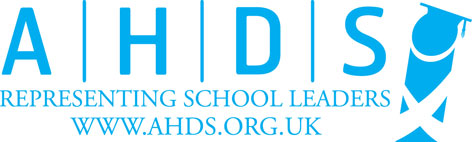 A|H|D|S
REPRESENTING SCHOOL LEADERS
WWW.AHDS.ORG.UK